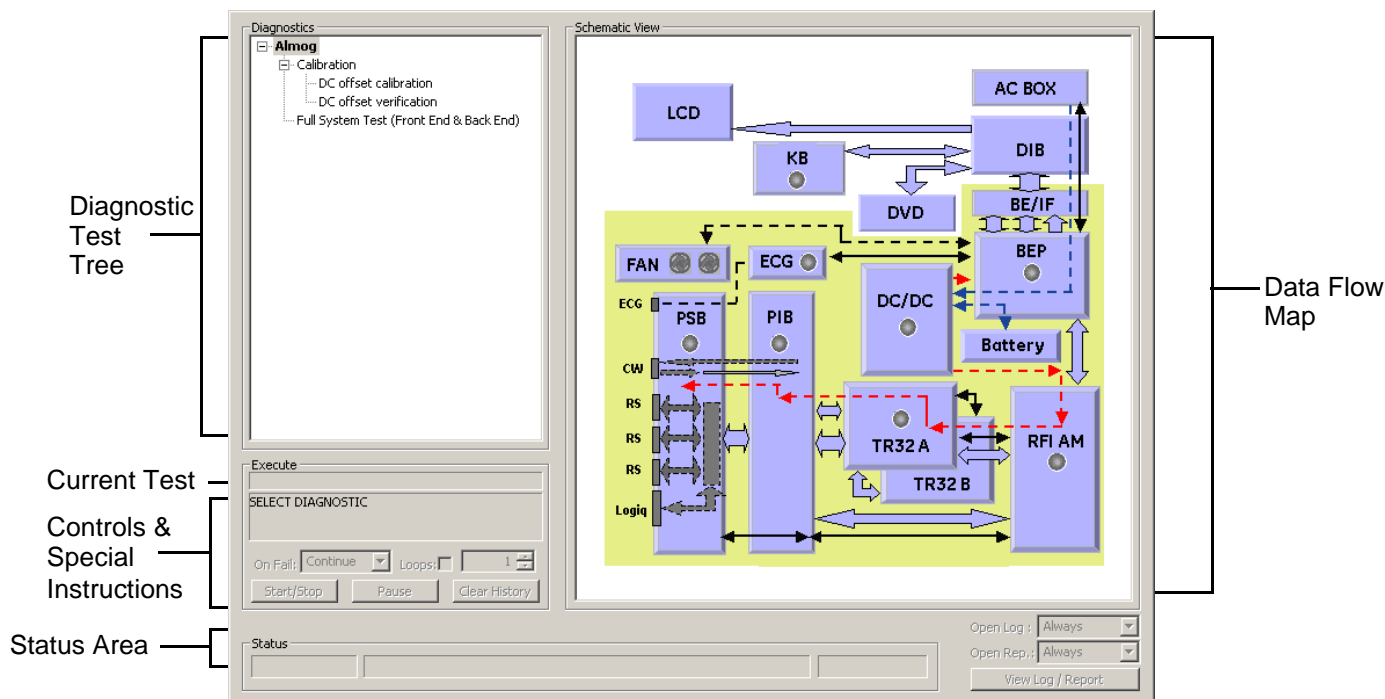 Diagnostics
Almog
Calibration
DC offset calibration
DC offset verification
Full System Test (Front End & Back End)
Diagnostic
Test
Tree
Execute
Current Test
SELECT DIAGNOSTIC
Controls &
Special
Instructions
On Fail: Continue Loops: 1
Start/Stop Pause Clear History
Status Area
Status
Schematic View
AC BOX
LCD
DIB
KB
DVD
BE/IF
BEP
FAN
ECG
DC/DC
ECG
PSB
PIB
Battery
CW
RS
RS
RS
Logiq
TR32 A
TR32 B
RFI AM
Data Flow
Map
Open Log : Always
Open Rep.: Always
View Log / Report